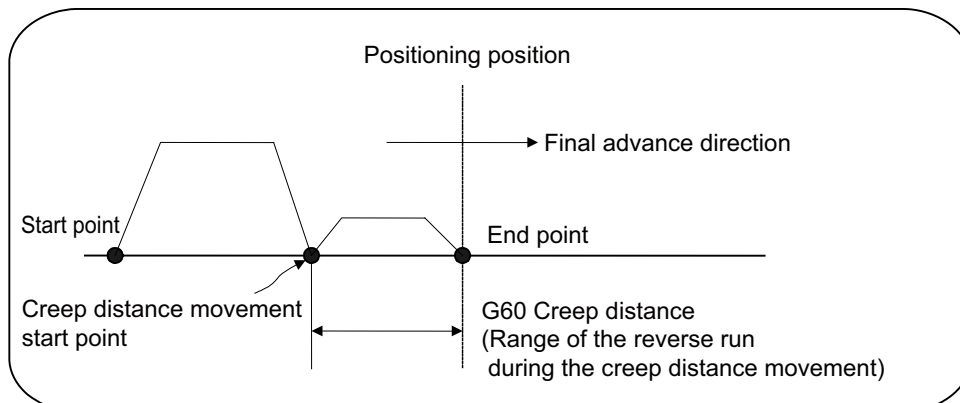 Positioning position
Final advance direction
Start point
End point
Creep distance movement
start point
G60 Creep distance
(Range of the reverse run
during the creep distance movement)